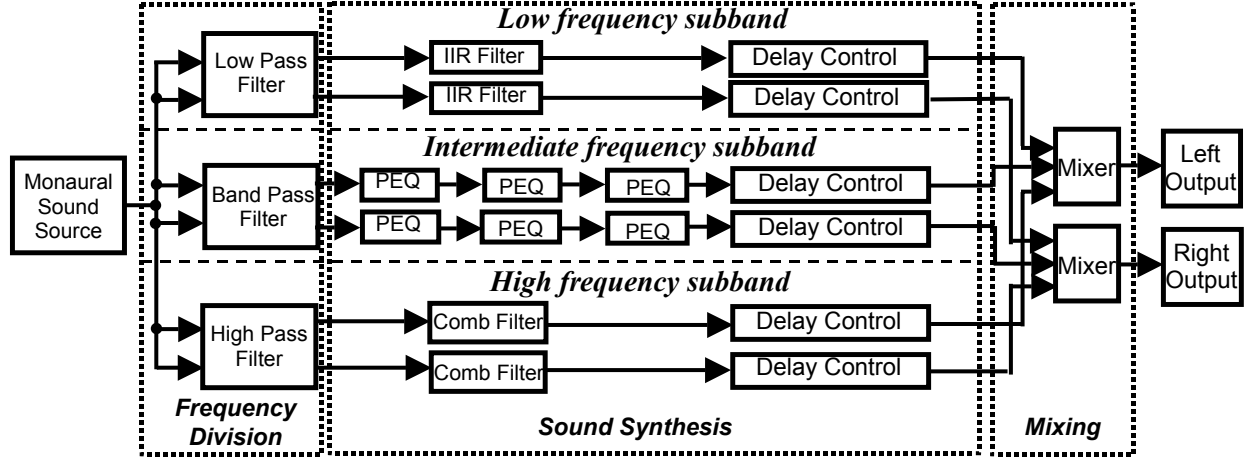 Low frequency subband
Low Pass
Filter
IIR Filter
Delay Control
IIR Filter
Delay Control
Intermediate frequency subband
Monaural
Sound
Source
Band Pass
Filter
PEQ
PEQ
PEQ
Delay Control
PEQ
PEQ
PEQ
Delay Control
Mixer
Left
Output
Mixer
Right
Output
High frequency subband
High Pass
Filter
Comb Filter
Delay Control
Comb Filter
Delay Control
Frequency
Division
Sound Synthesis
Mixing